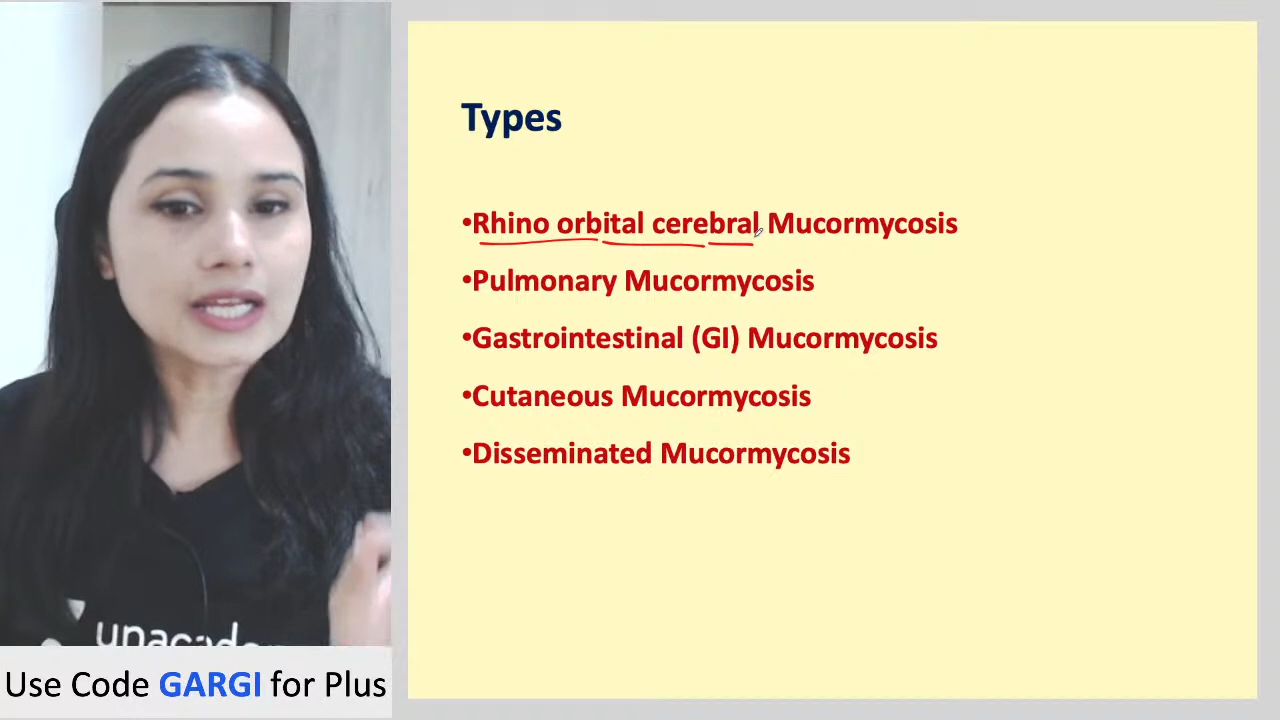 Types
•Rhino orbital cerebral Mucormycosis
•Pulmonary Mucormycosis
•Gastrointestinal (GI) Mucormycosis
•Cutaneous Mucormycosis
•Disseminated Mucormycosis
Use Code GARGI for Plus